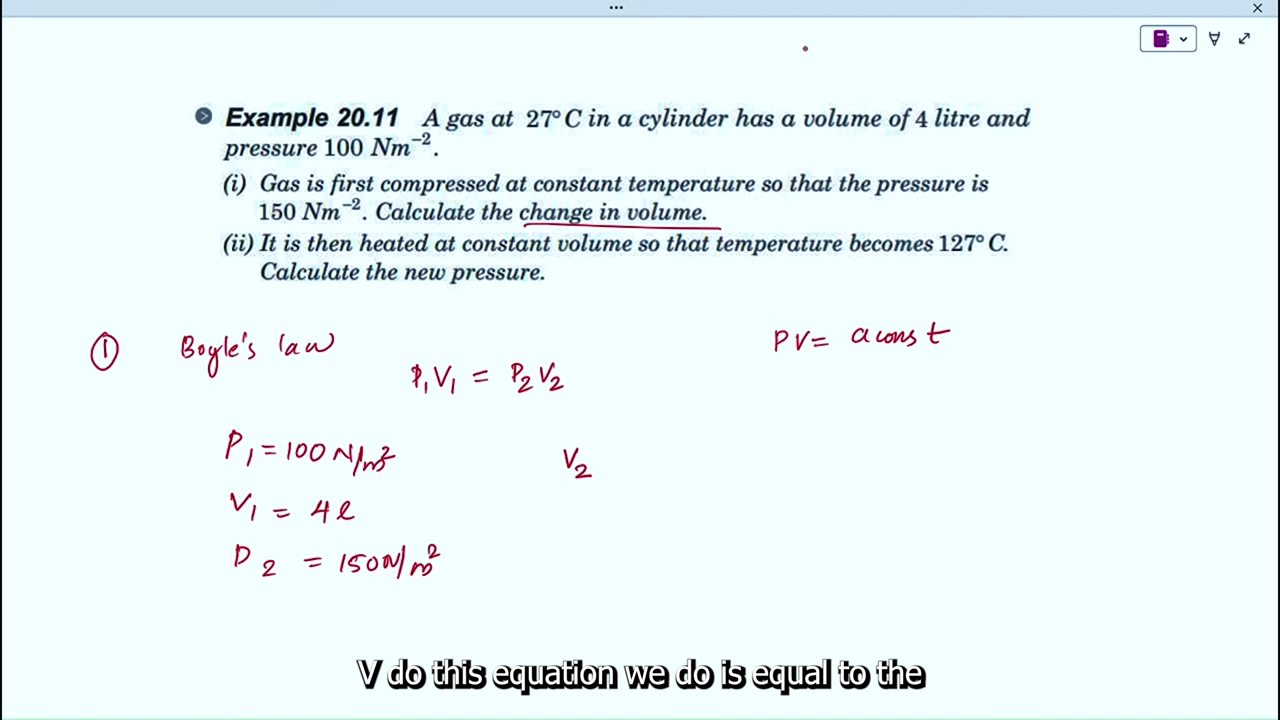 Example 20.11 A gas at 27°C in a cylinder has a volume of 4 litre and
pressure 100 Nm⁻².
(i) Gas is first compressed at constant temperature so that the pressure is
150 Nm⁻². Calculate the change in volume.
(ii) It is then heated at constant volume so that temperature becomes 127°C.
Calculate the new pressure.
① Boyle's law
PV = a const
P₁V₁ = P₂V₂
P₁ = 100 N/m²
V₂
V₁ = 4 l
P₂ = 150 N/m²
V do this equation we do is equal to the